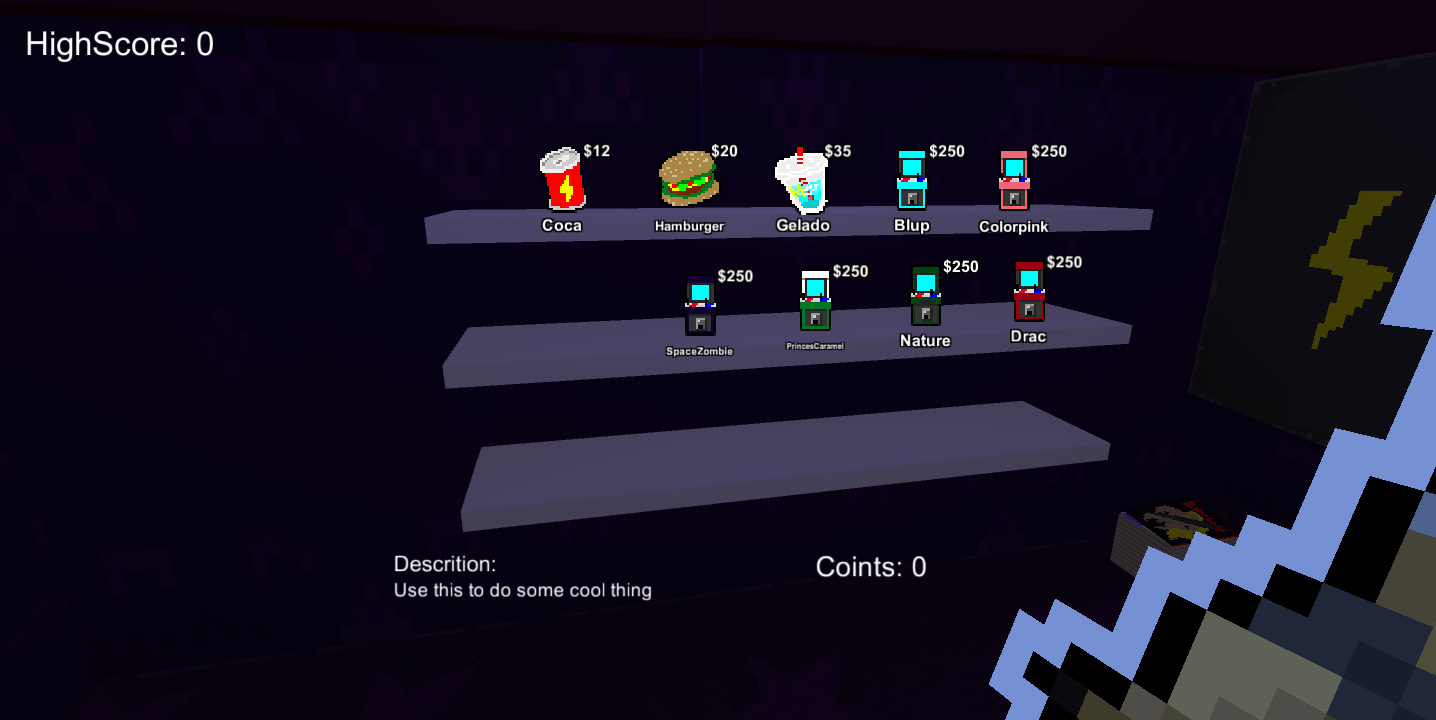 HighScore: 0
$12
$20
$35
$250
$250
Coca
Hamburger
Gelado
Blup
Colorpink
$250
$250
$250
$250
SpaceZombie
PrincesCaramel
Nature
Drac
Descrition:
Use this to do some cool thing
Coints: 0